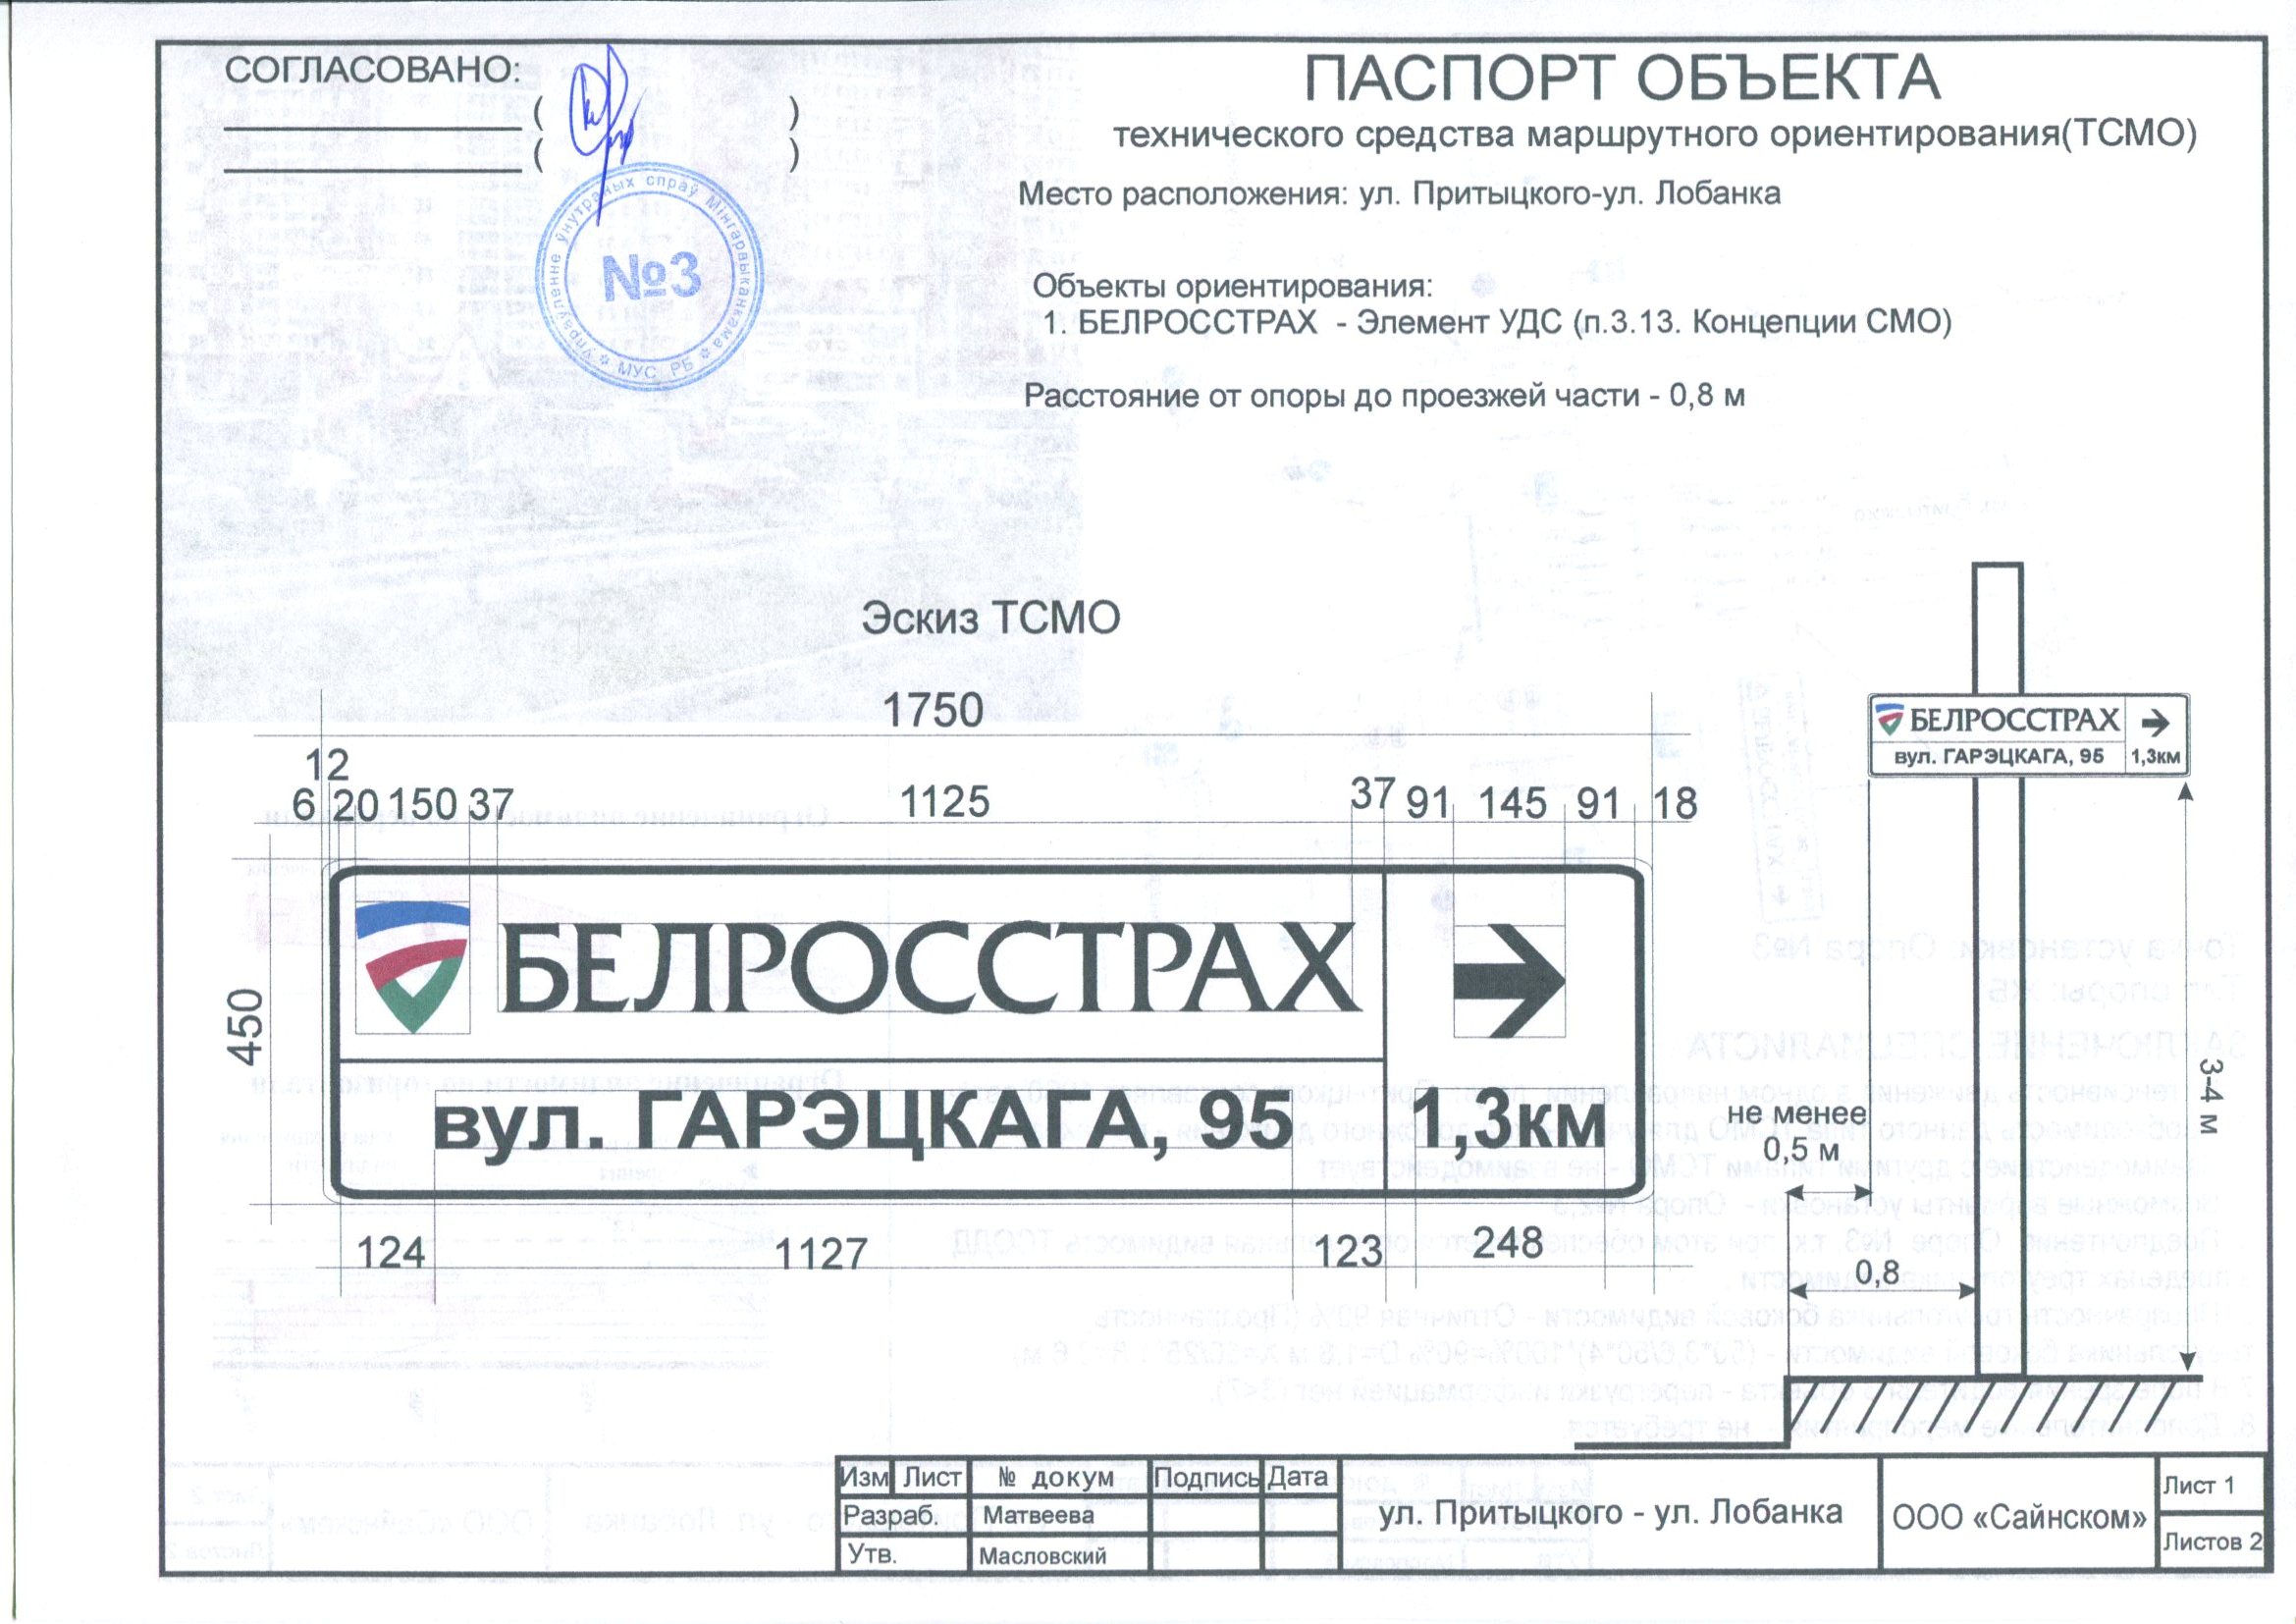 СОГЛАСОВАНО:
( )
( )
Упраўленне ўнутраных спраў Мінгарвыканкама * МУС РБ *
№3
ПАСПОРТ ОБЪЕКТА
технического средства маршрутного ориентирования(ТСМО)
Место расположения: ул. Притыцкого-ул. Лобанка
Объекты ориентирования:
1. БЕЛРОССТРАХ - Элемент УДС (п.3.13. Концепции СМО)
Расстояние от опоры до проезжей части - 0,8 м
Эскиз ТСМО
1750
12
6 20 150 37 1125 37 91 145 91 18
450
БЕЛРОССТРАХ
вул. ГАРЭЦКАГА, 95 1,3км
124 1127 123 248
БЕЛРОССТРАХ
вул. ГАРЭЦКАГА, 95 1,3км
3-4 м
не менее
0,5 м
0,8
Изм Лист № докум Подпись Дата
Разраб. Матвеева
Утв. Масловский
ул. Притыцкого - ул. Лобанка
ООО «Сайнском»
Лист 1
Листов 2